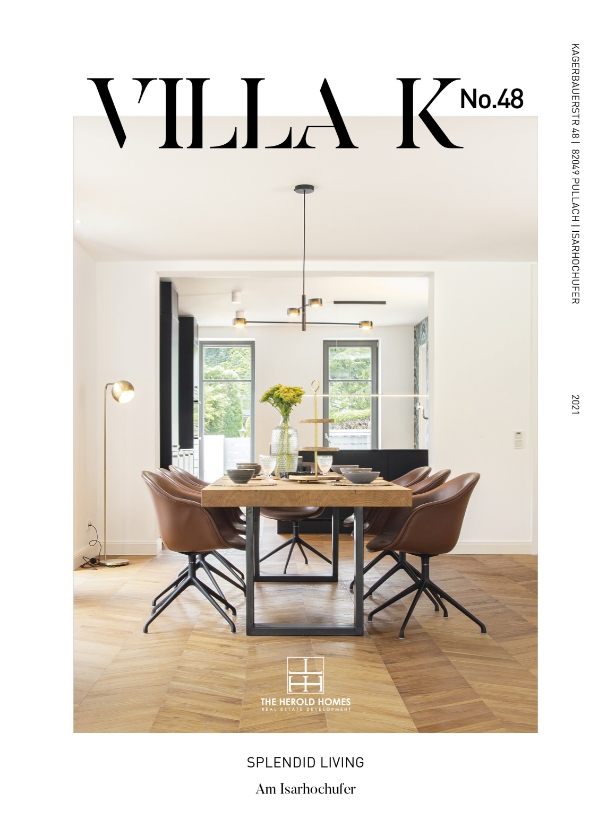 VILLA K No.48
KAGERBAUERSTR 48 | 82049 PULLACH | ISARHOCHUFER
2021
THE HEROLD HOMES
REAL ESTATE DEVELOPMENT
SPLENDID LIVING
Am Isarhochufer